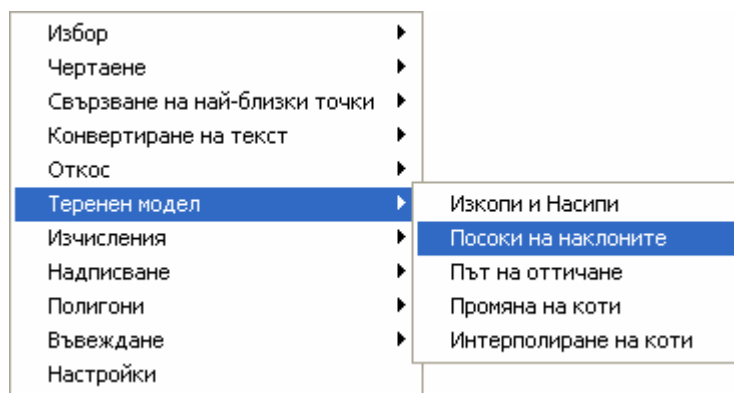 Избор
Чертаене
Свързване на най-близки точки
Конвертиране на текст
Откос
Теренен модел
Изчисления
Надписване
Полигони
Въвеждане
Настройки
Изкопи и Насипи
Посоки на наклоните
Път на оттичане
Промяна на коти
Интерполиране на коти